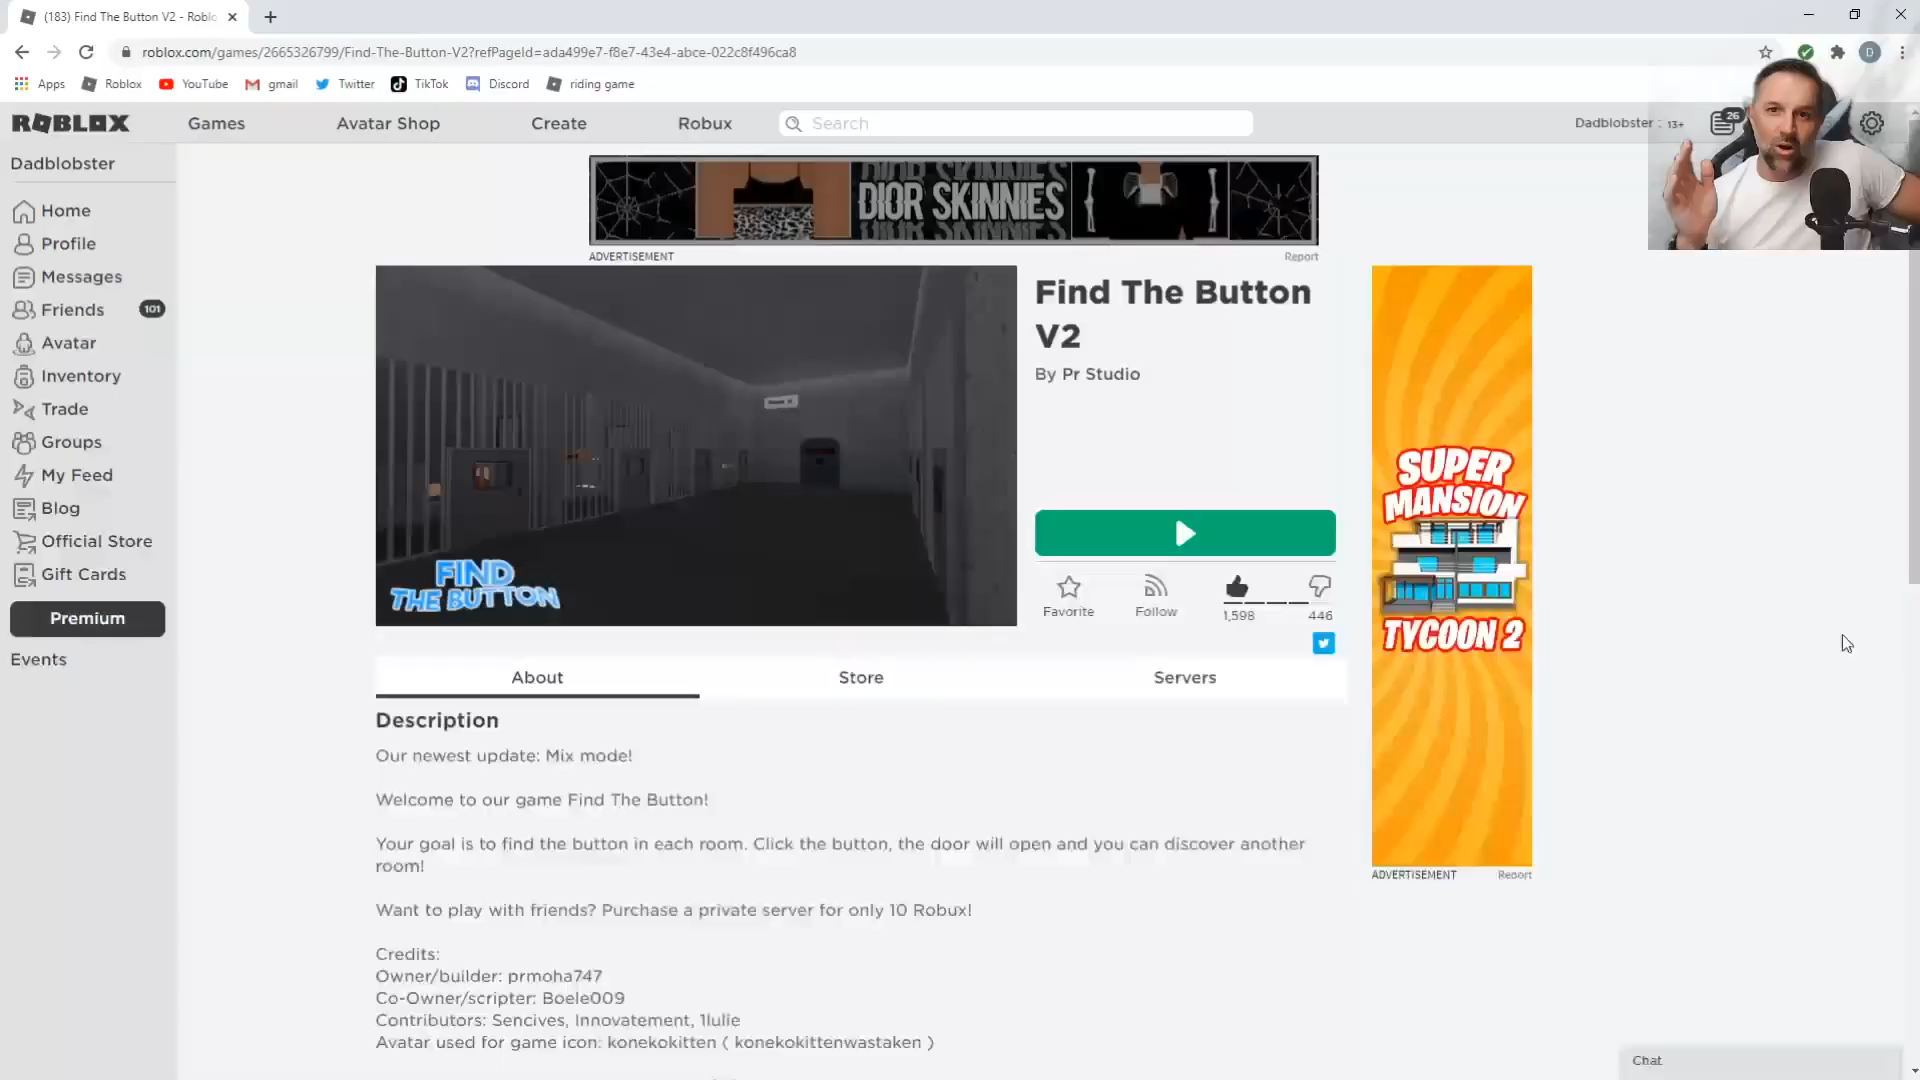 (183) Find The Button V2 - Roblo
roblox.com/games/2665326799/Find-The-Button-V2?refPageId=ada499e7-f8e7-43e4-abce-022c8f496ca8
D
Apps Roblox YouTube gmail Twitter TikTok Discord riding game
ROBLOX Games Avatar Shop Create Robux Search Dadblobster : 13+ 26
Dadblobster
Home
Profile
Messages
Friends 101
Avatar
Inventory
Trade
Groups
My Feed
Blog
Official Store
Gift Cards
Premium
Events
DIOR SKINNIES
ADVERTISEMENT Report
FIND
THE BUTTON
Find The Button
V2
By Pr Studio
Favorite Follow 1,598 446
SUPER
MANSION
TYCOON 2
ADVERTISEMENT Report
About Store Servers
Description
Our newest update: Mix mode!
Welcome to our game Find The Button!
Your goal is to find the button in each room. Click the button, the door will open and you can discover another
room!
Want to play with friends? Purchase a private server for only 10 Robux!
Credits:
Owner/builder: prmoha747
Co-Owner/scripter: Boele009
Contributors: Sencives, Innovatement, 1lulie
Avatar used for game icon: konekokitten ( konekokittenwastaken )
Chat